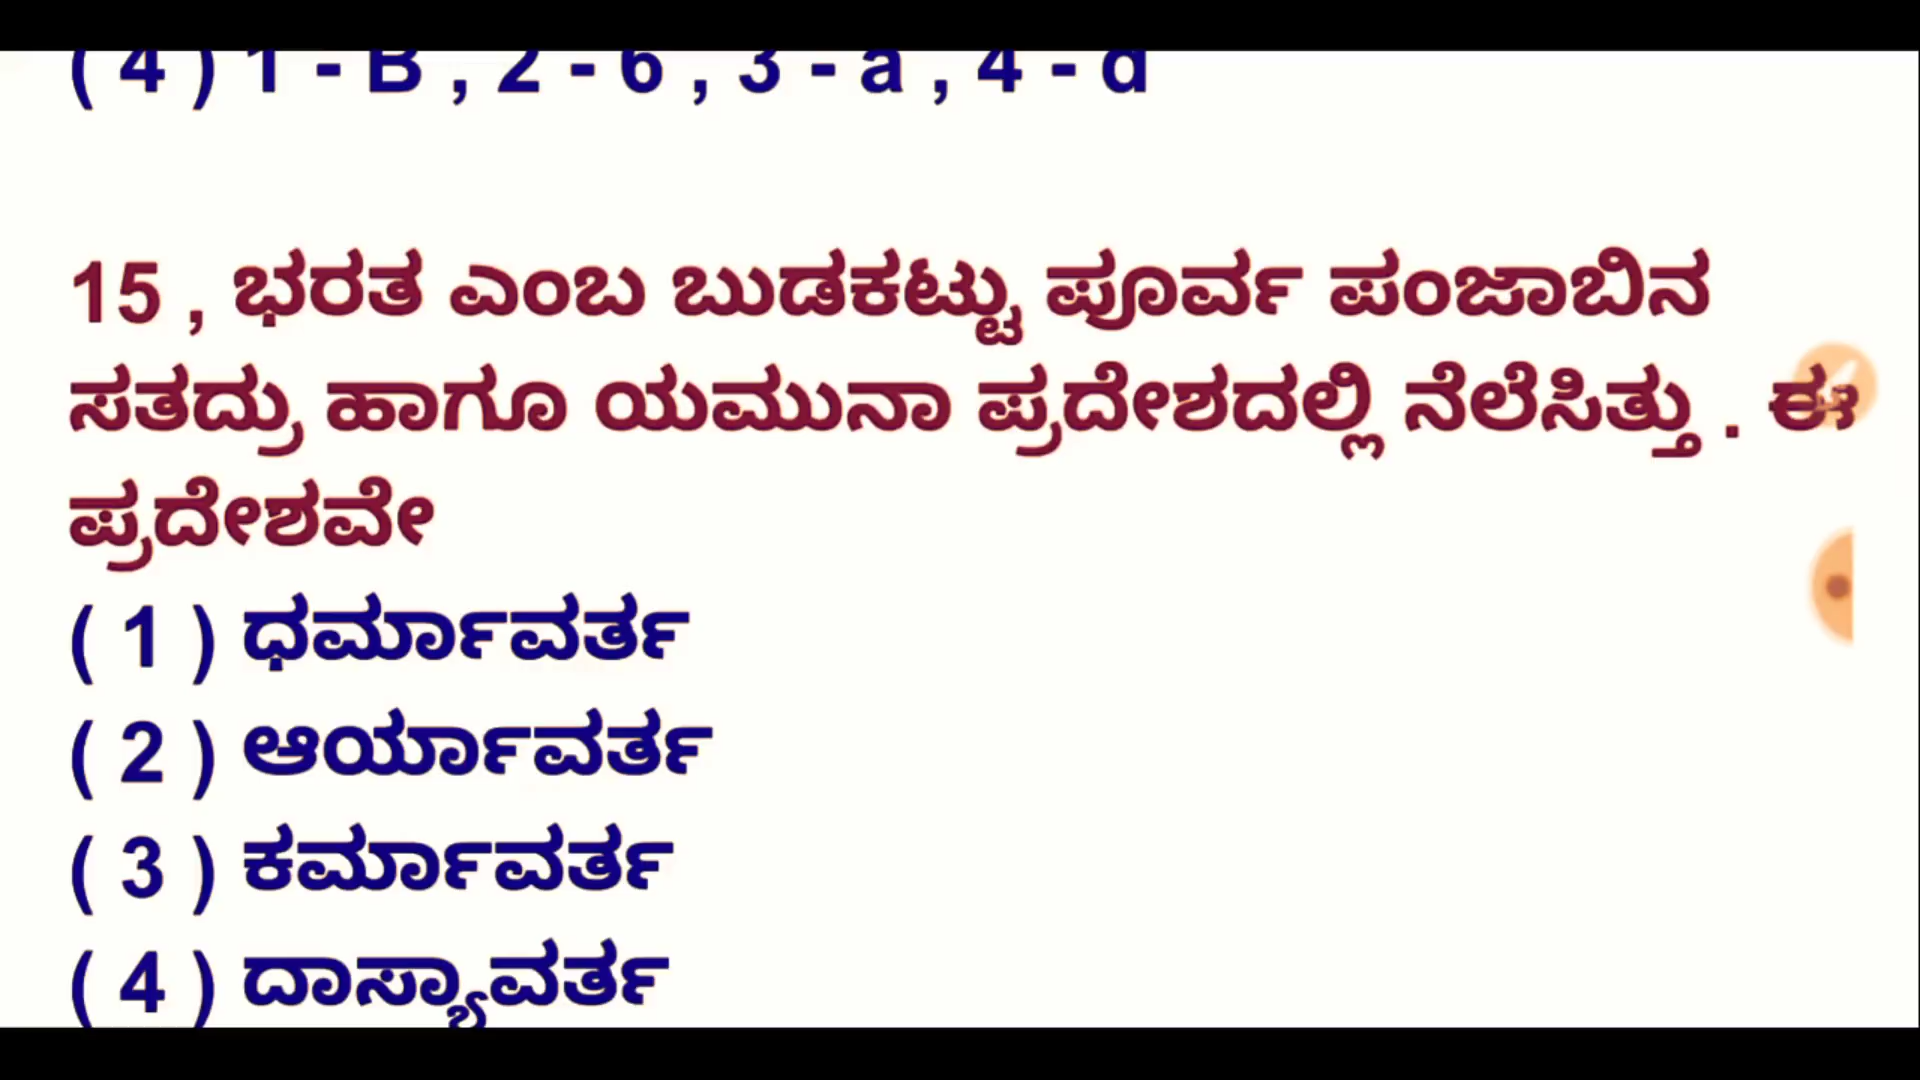 ( 4 ) 1 - B , 2 - 6 , 3 - a , 4 - d
15 , ಭರತ ಎಂಬ ಬುಡಕಟ್ಟು ಪೂರ್ವ ಪಂಜಾಬಿನ
ಸತದ್ರು ಹಾಗೂ ಯಮುನಾ ಪ್ರದೇಶದಲ್ಲಿ ನೆಲೆಸಿತ್ತು . ಈ
ಪ್ರದೇಶವೇ
( 1 ) ಧರ್ಮಾವರ್ತ
( 2 ) ಆರ್ಯಾವರ್ತ
( 3 ) ಕರ್ಮಾವರ್ತ
( 4 ) ದಾಸ್ಯಾವರ್ತ